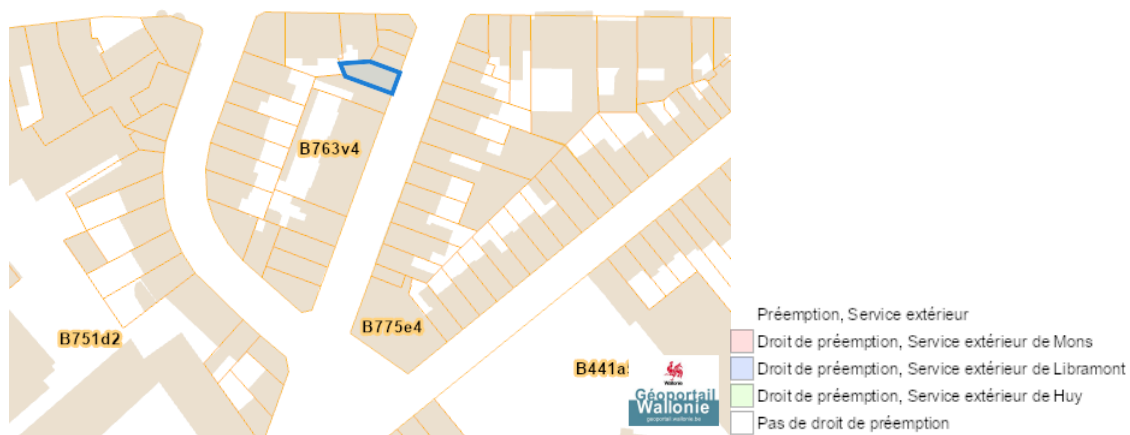 B763v4
B751d2
B775e4
B441a
Wallonie
Géoportail
Wallonie
geoportail.wallonie.be
Préemption, Service extérieur
Droit de préemption, Service extérieur de Mons
Droit de préemption, Service extérieur de Libramont
Droit de préemption, Service extérieur de Huy
Pas de droit de préemption